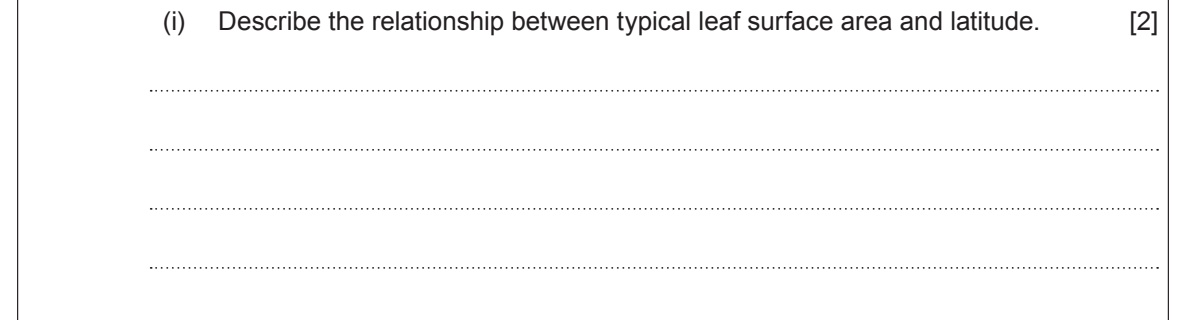 (i) Describe the relationship between typical leaf surface area and latitude. [2]